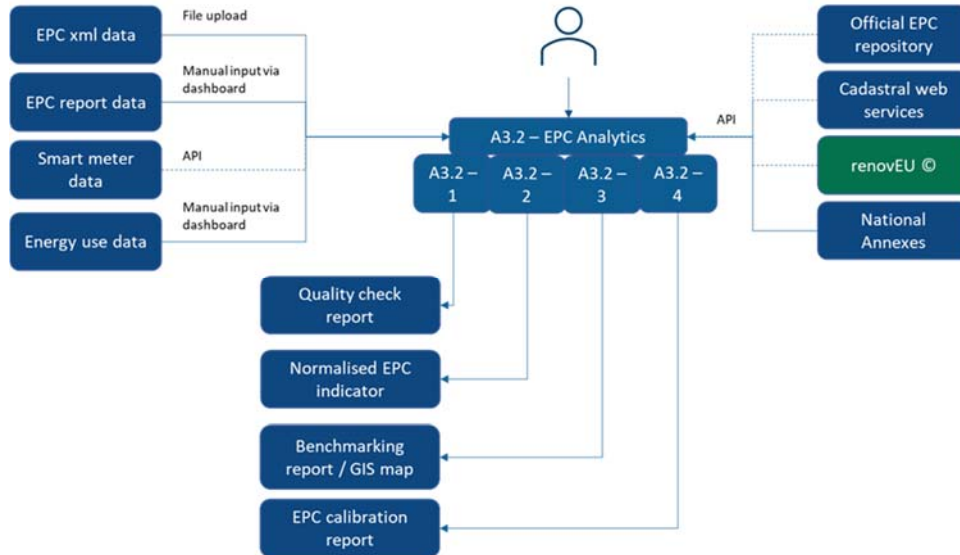 File upload
EPC xml data
Manual input via
dashboard
EPC report data
API
Smart meter
data
Manual input via
dashboard
Energy use data
A3.2 – EPC Analytics
A3.2 –
1
A3.2 –
2
A3.2 –
3
A3.2 –
4
API
Official EPC
repository
Cadastral web
services
renovEU ©
National
Annexes
Quality check
report
Normalised EPC
indicator
Benchmarking
report / GIS map
EPC calibration
report